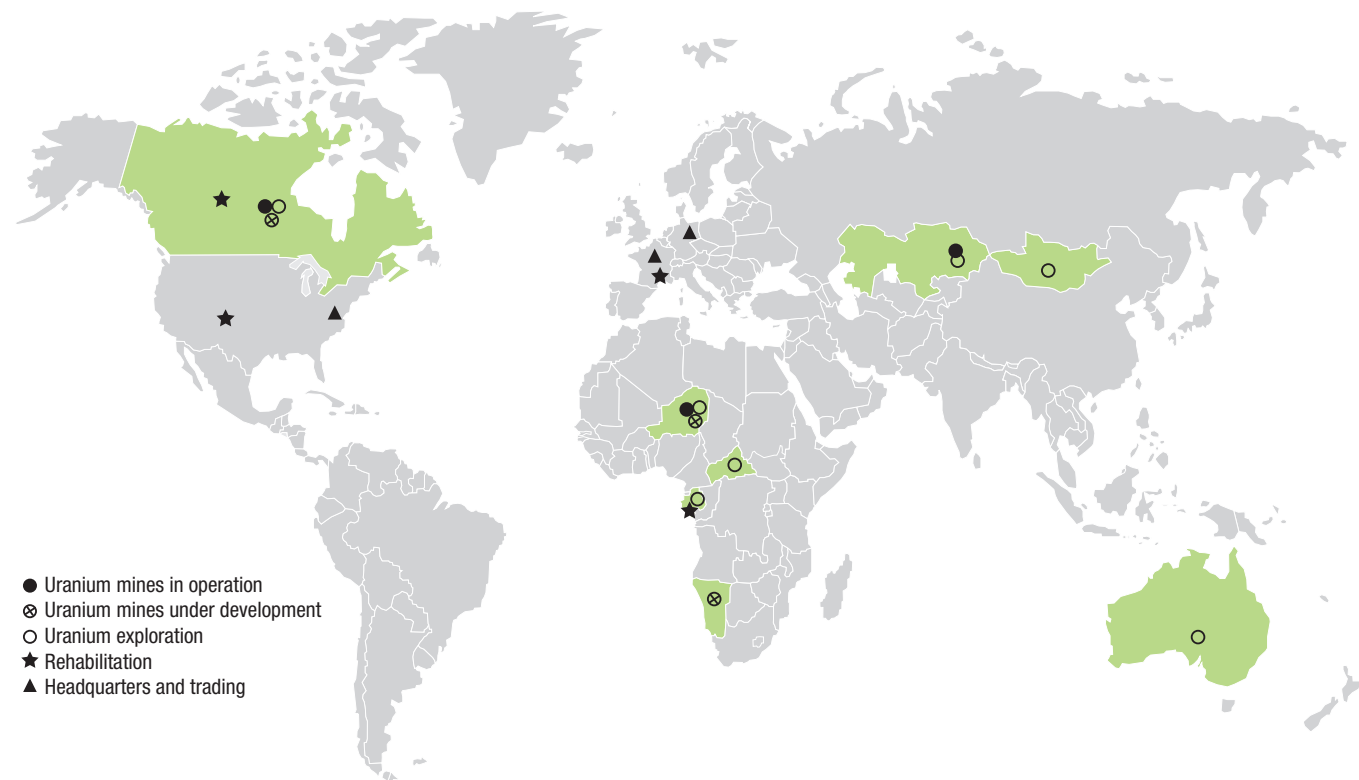 Uranium mines in operation
Uranium mines under development
Uranium exploration
Rehabilitation
Headquarters and trading